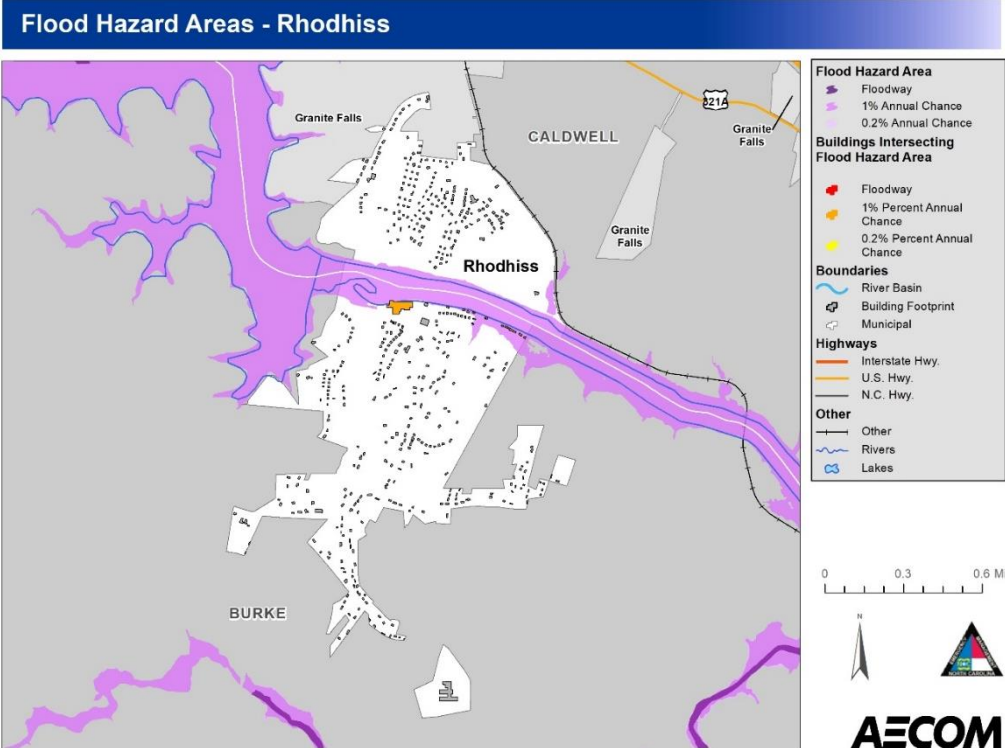 Flood Hazard Areas - Rhodhiss
Granite Falls
CALDWELL
321A
Granite
Falls
Granite
Falls
Rhodhiss
BURKE
Flood Hazard Area
Floodway
1% Annual Chance
0.2% Annual Chance
Buildings Intersecting
Flood Hazard Area
Floodway
1% Percent Annual
Chance
0.2% Percent Annual
Chance
Boundaries
River Basin
Building Footprint
Municipal
Highways
Interstate Hwy.
U.S. Hwy.
N.C. Hwy.
Other
Other
Rivers
Lakes
0 0.3 0.6 Mi
N
NORTH CAROLINA
AECOM